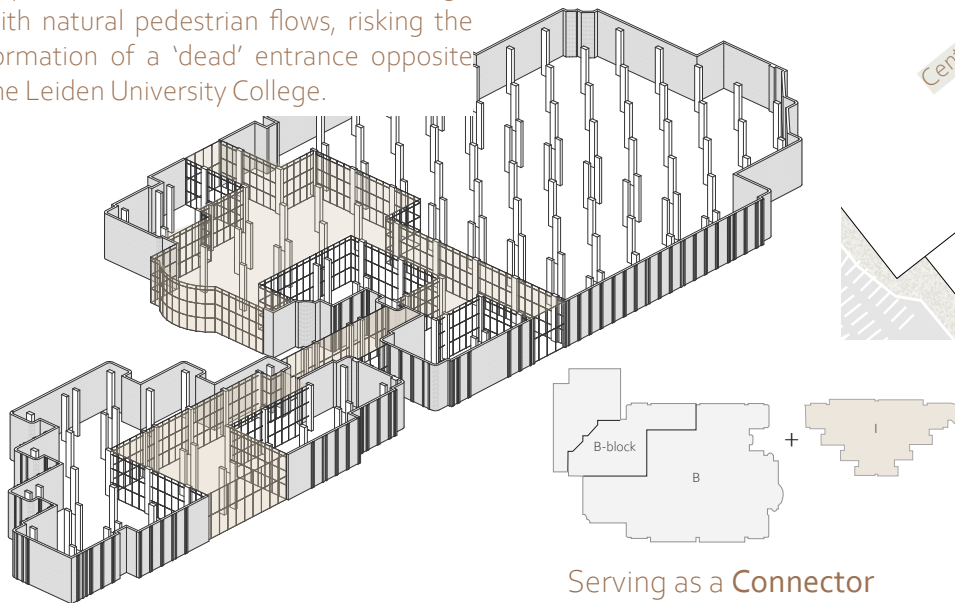 with natural pedestrian flows, risking the
formation of a ‘dead’ entrance opposite
the Leiden University College.
B-block
B
+
I
Serving as a Connector